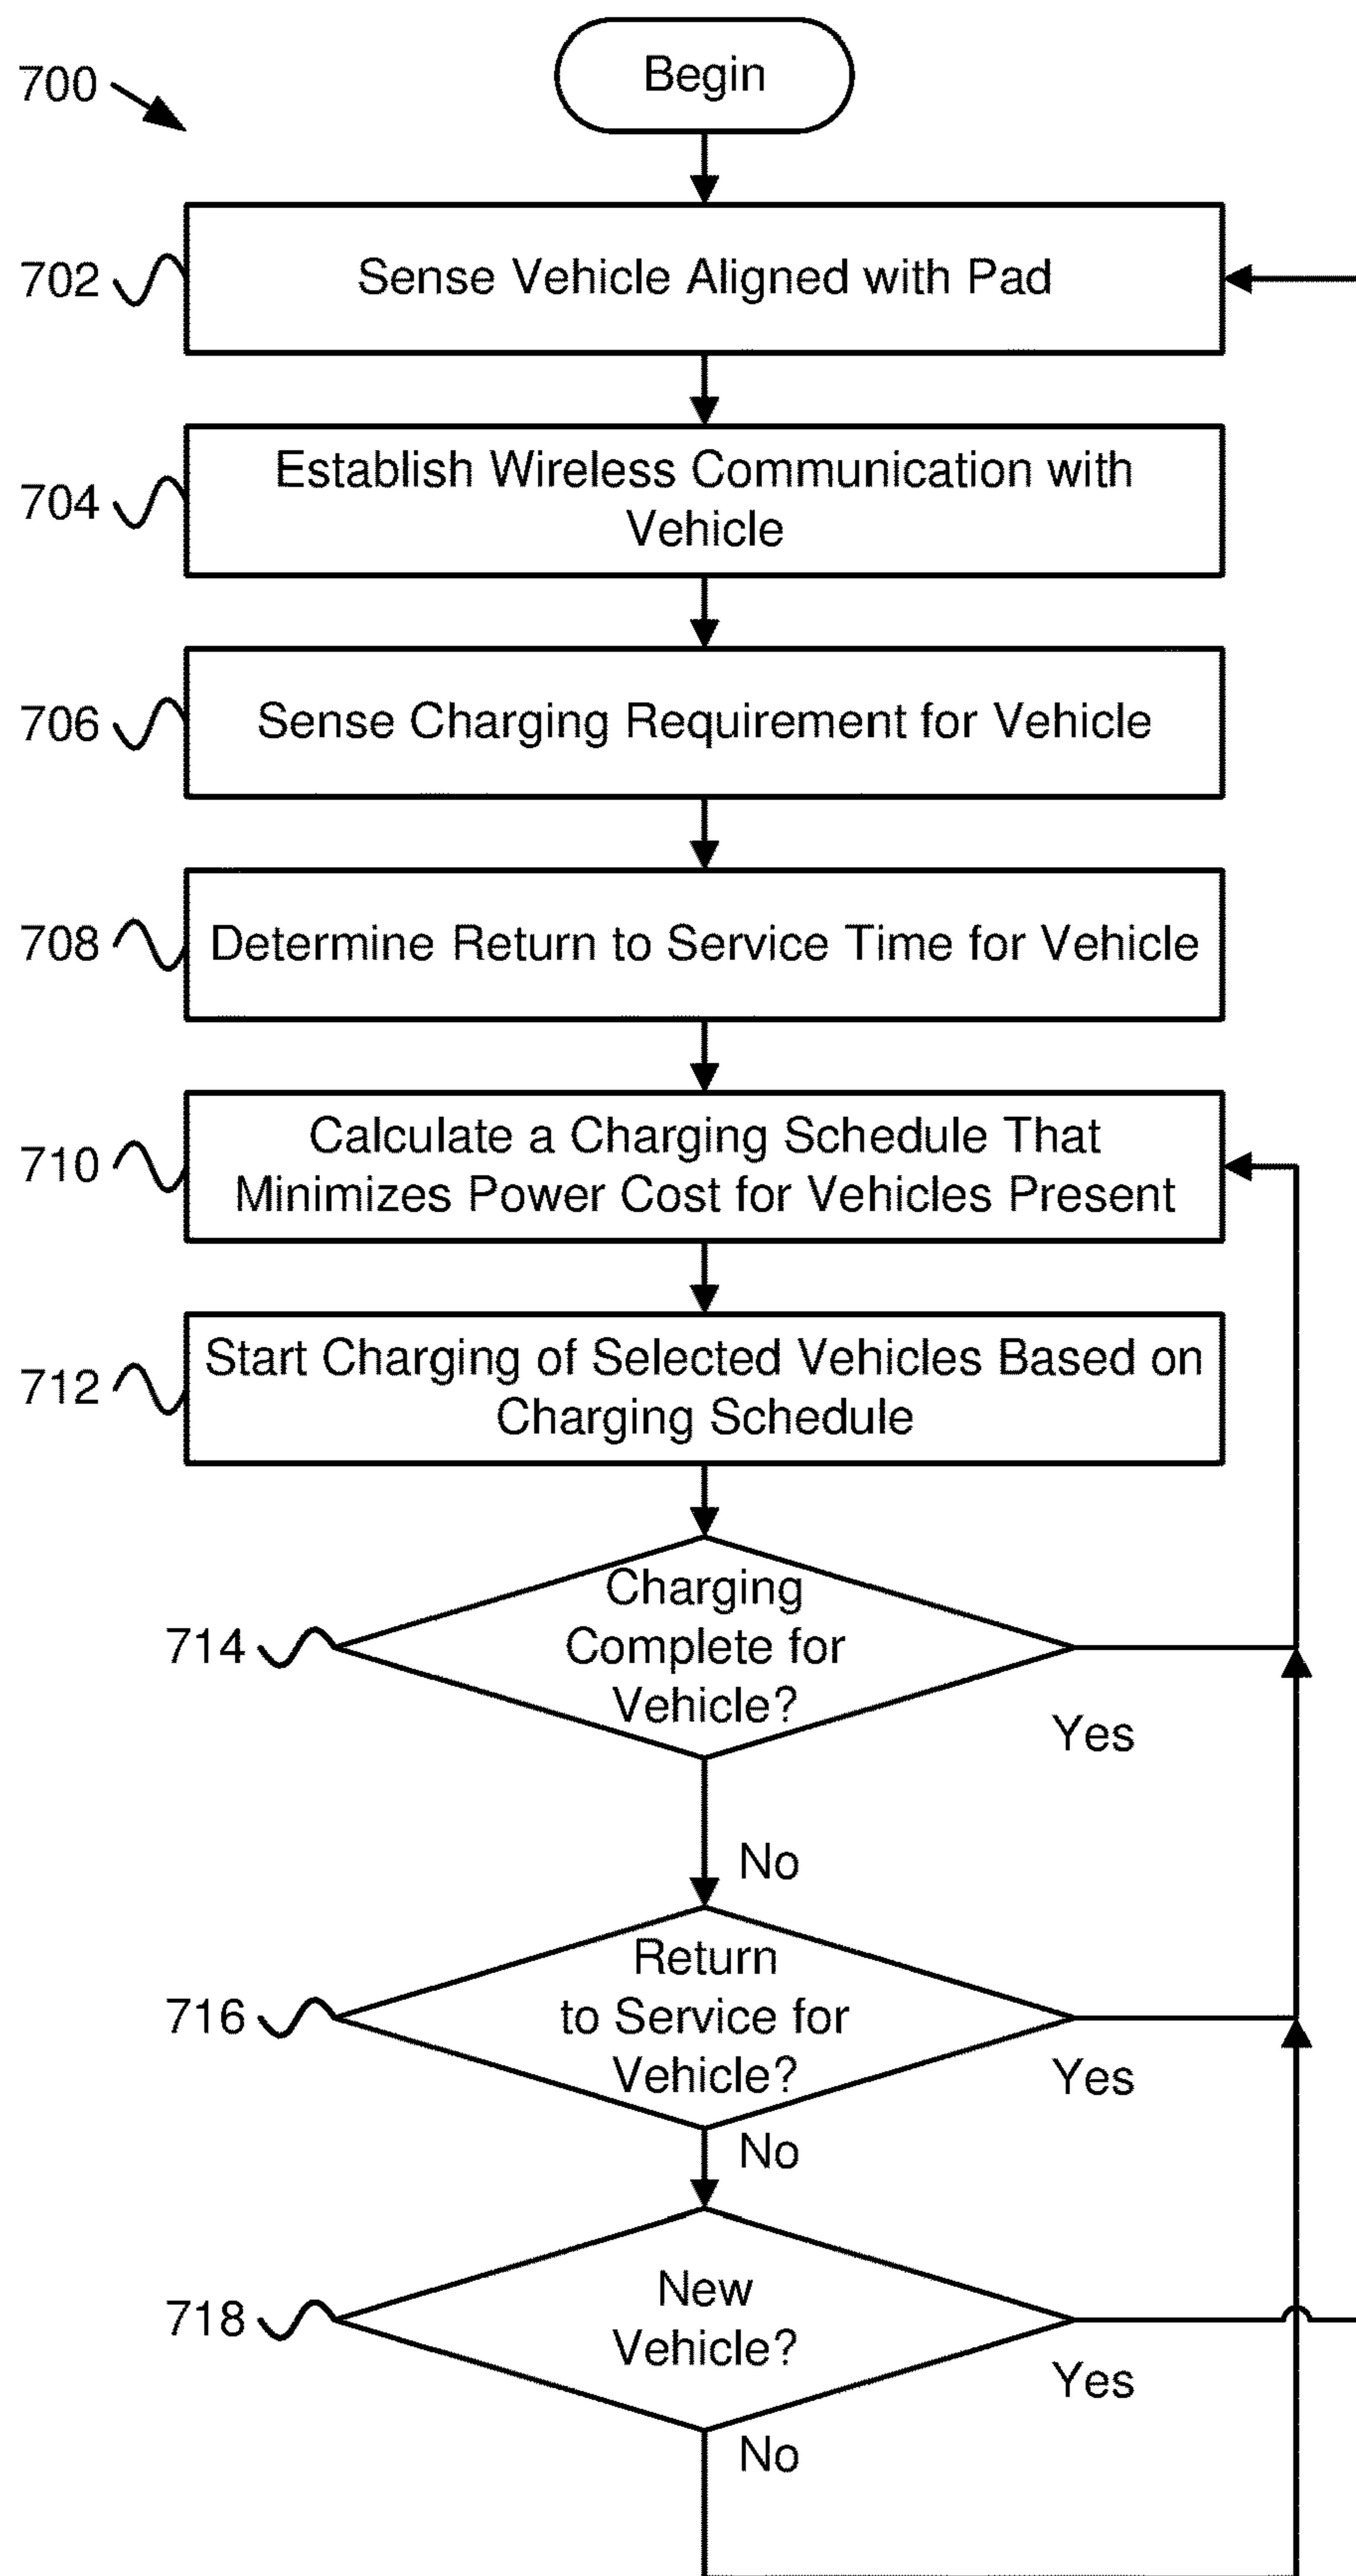 700
Begin
702
Sense Vehicle Aligned with Pad
704
Establish Wireless Communication with
Vehicle
706
Sense Charging Requirement for Vehicle
708
Determine Return to Service Time for Vehicle
710
Calculate a Charging Schedule That
Minimizes Power Cost for Vehicles Present
712
Start Charging of Selected Vehicles Based on
Charging Schedule
714
Charging
Complete for
Vehicle?
Yes
No
716
Return
to Service for
Vehicle?
Yes
No
718
New
Vehicle?
Yes
No